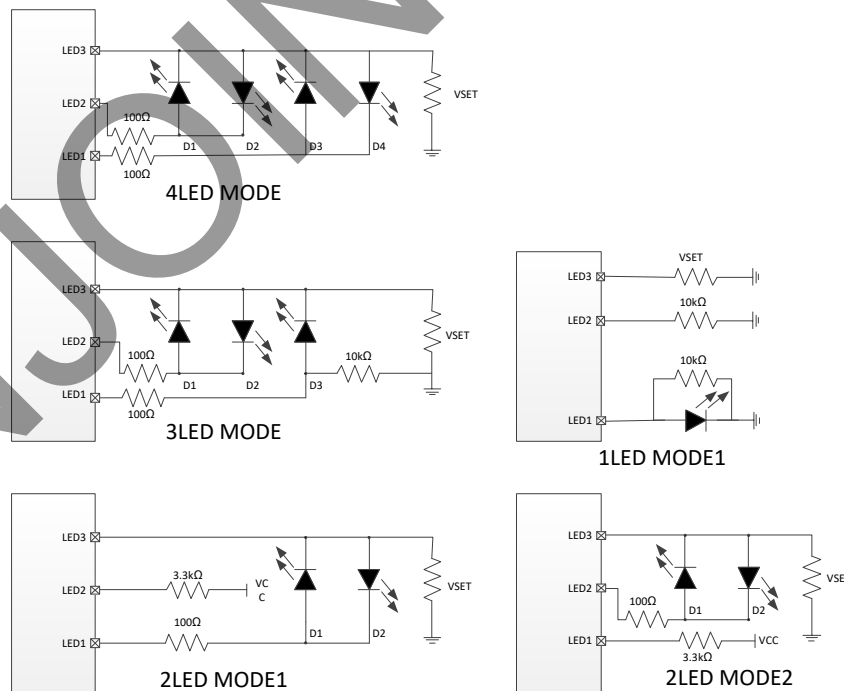 LED3
LED2
LED1
100Ω
100Ω
D1
D2
D3
D4
VSET
4LED MODE
LED3
LED2
LED1
100Ω
100Ω
D1
D2
D3
10kΩ
VSET
3LED MODE
LED3
LED2
LED1
VSET
10kΩ
10kΩ
1LED MODE1
LED3
LED2
LED1
3.3kΩ
VC
C
100Ω
D1
D2
VSET
2LED MODE1
LED3
LED2
LED1
100Ω
D1
D2
3.3kΩ
VCC
VSE
2LED MODE2